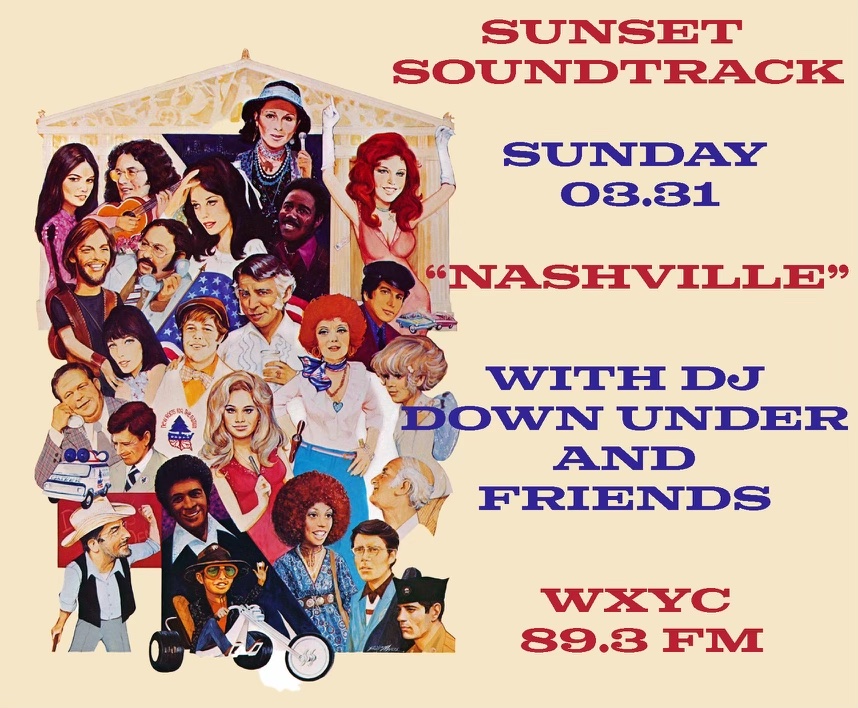 SUNSET
SOUNDTRACK
SUNDAY
03.31
“NASHVILLE”
WITH DJ
DOWN UNDER
AND
FRIENDS
WXYC
89.3 FM